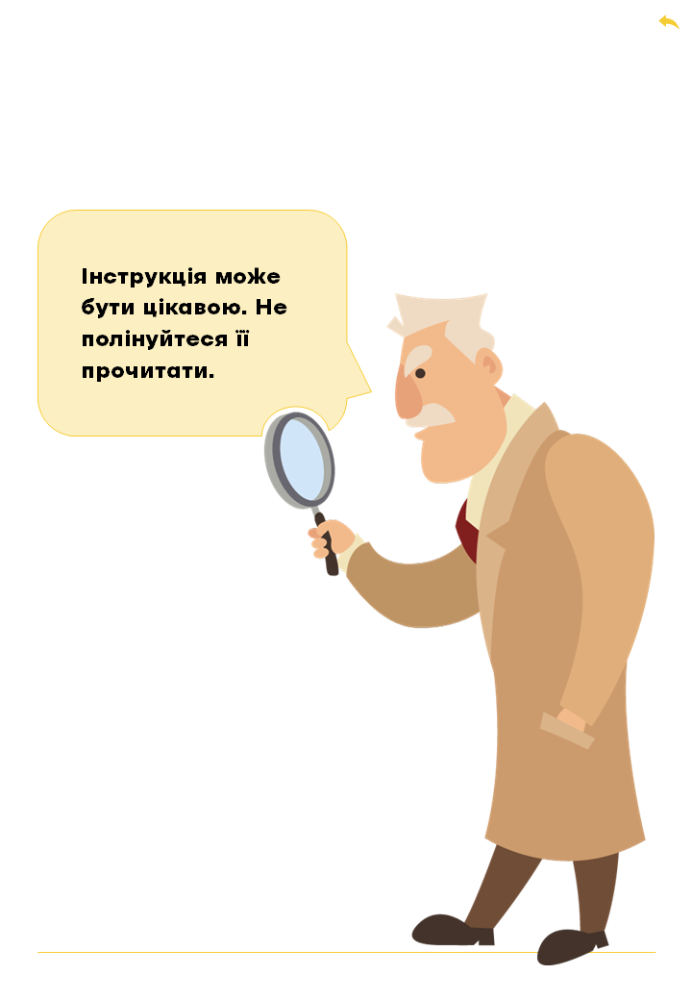 Інструкція може
бути цікавою. Не
полінуйтеся її
прочитати.